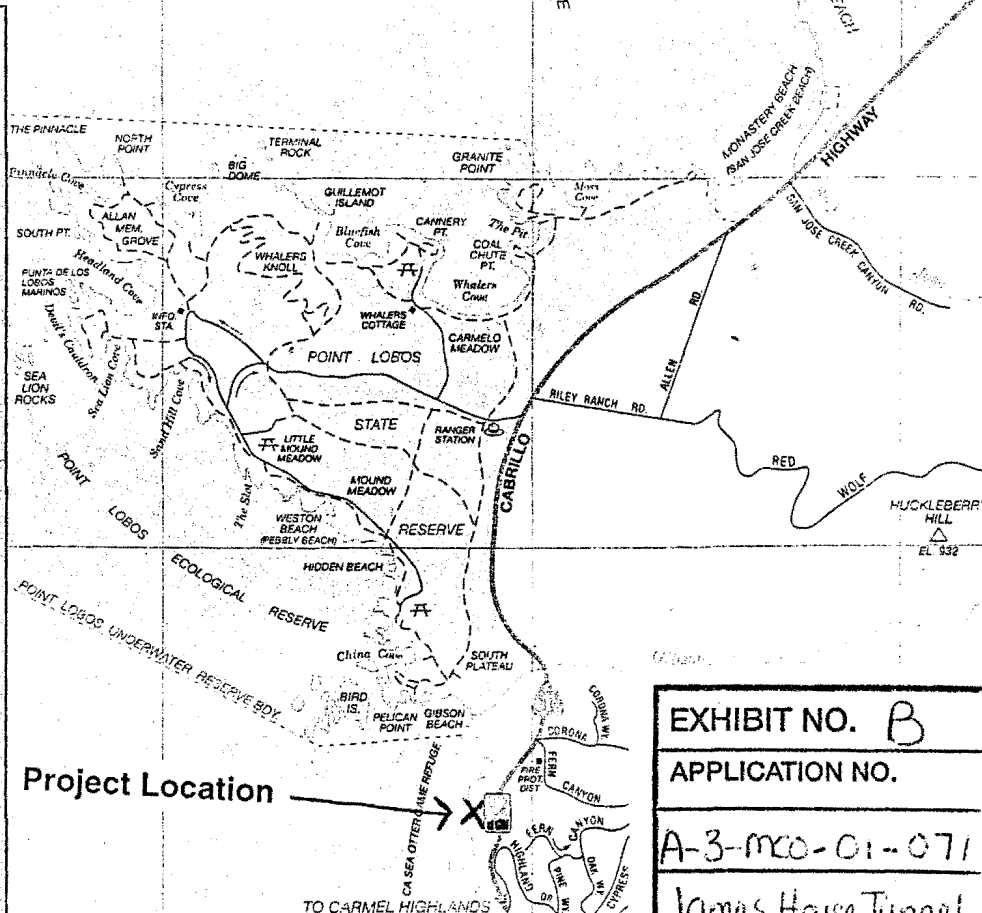 THE PINNACLE
NORTH
POINT
BIG
DOME
TERMINAL
ROCK
GRANITE
POINT
MONASTERY BEACH
(SAN JOSE CREEK BEACH)
HIGHWAY
Pinnacle Cove
Cypress
Cove
GUILLEMOT
ISLAND
Moss
Cove
ALLAN
MEM.
GROVE
SOUTH PT.
Bluefish
Cove
CANNERY
PT.
The Pit
COAL
CHUTE
PT.
SAN JOSE CREEK CANYON RD.
Headland Cove
WHALERS
KNOLL
Whalers
Cove
PUNTA DE LOS
LOBOS
MARINOS
INFO.
STA.
WHALERS
COTTAGE
CARMELO
MEADOW
Devil's Cauldron
Sea Lion Cove
SEA
LION
ROCKS
Sand Hill Cove
POINT LOBOS
ALLEN RD.
RILEY RANCH RD.
STATE
RANGER
STATION
CABRILLO
LITTLE
MOUND
MEADOW
MOUND
MEADOW
RED WOLF
HUCKLEBERR
HILL
EL 932
POINT LOBOS
The Slot
WESTON
BEACH
(PEBBLY BEACH)
RESERVE
HIDDEN BEACH
ECOLOGICAL RESERVE
POINT LOBOS UNDERWATER RESERVE BDY.
China Cove
SOUTH
PLATEAU
BIRD
IS.
PELICAN
POINT
GIBSON
BEACH
CORONA WY.
CORONA
FIRE
PROT.
DIST
FERN
CANYON
CA SEA OTTER GAME REFUGE
Project Location
X
FERN CANYON
HIGHLAND DR
PINE WY
OAK WY
CYPRESS
TO CARMEL HIGHLANDS
EXHIBIT NO. B
APPLICATION NO.
A-3-MCO-01-071
James House Tunnel